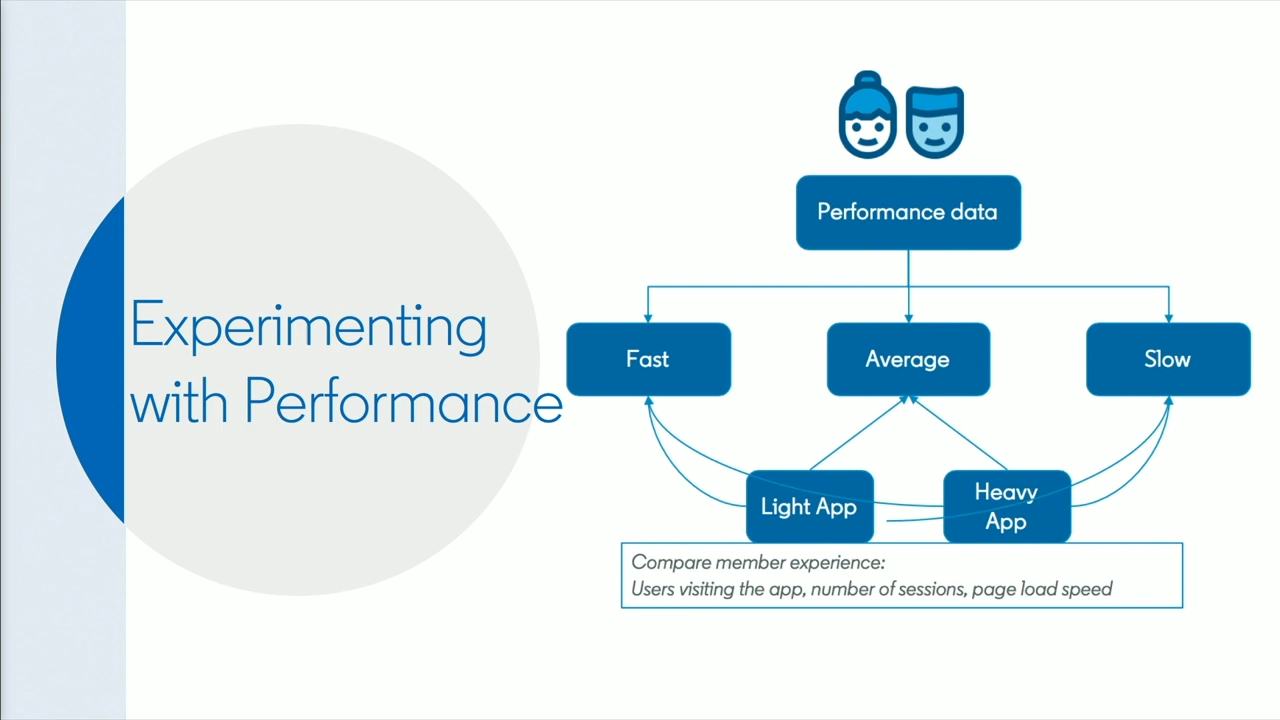 Experimenting
with Performance
Performance data
Fast
Average
Slow
Light App
Heavy
App
Compare member experience:
Users visiting the app, number of sessions, page load speed